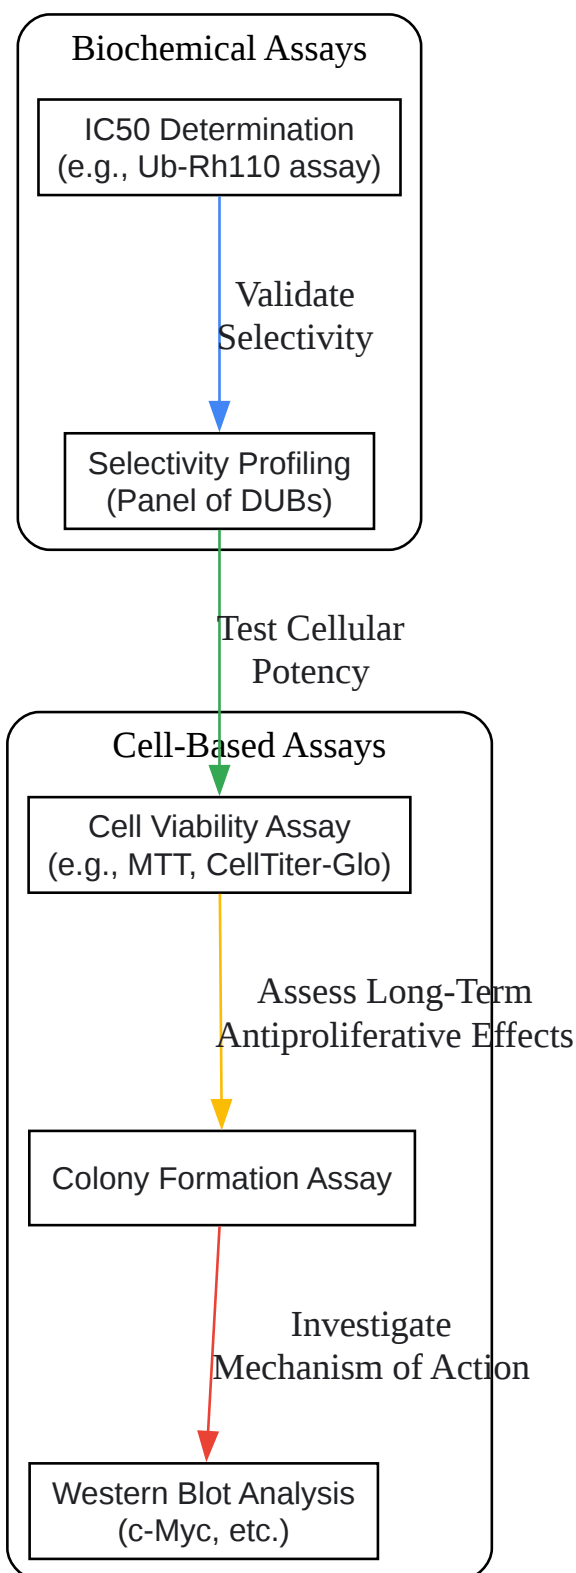 Biochemical Assays
IC50 Determination
(e.g., Ub-Rh110 assay)
Validate
Selectivity
Selectivity Profiling
(Panel of DUBs)
Test Cellular
Potency
Cell-Based Assays
Cell Viability Assay
(e.g., MTT, CellTiter-Glo)
Assess Long-Term
Antiproliferative Effects
Colony Formation Assay
Investigate
Mechanism of Action
Western Blot Analysis
(c-Myc, etc.)